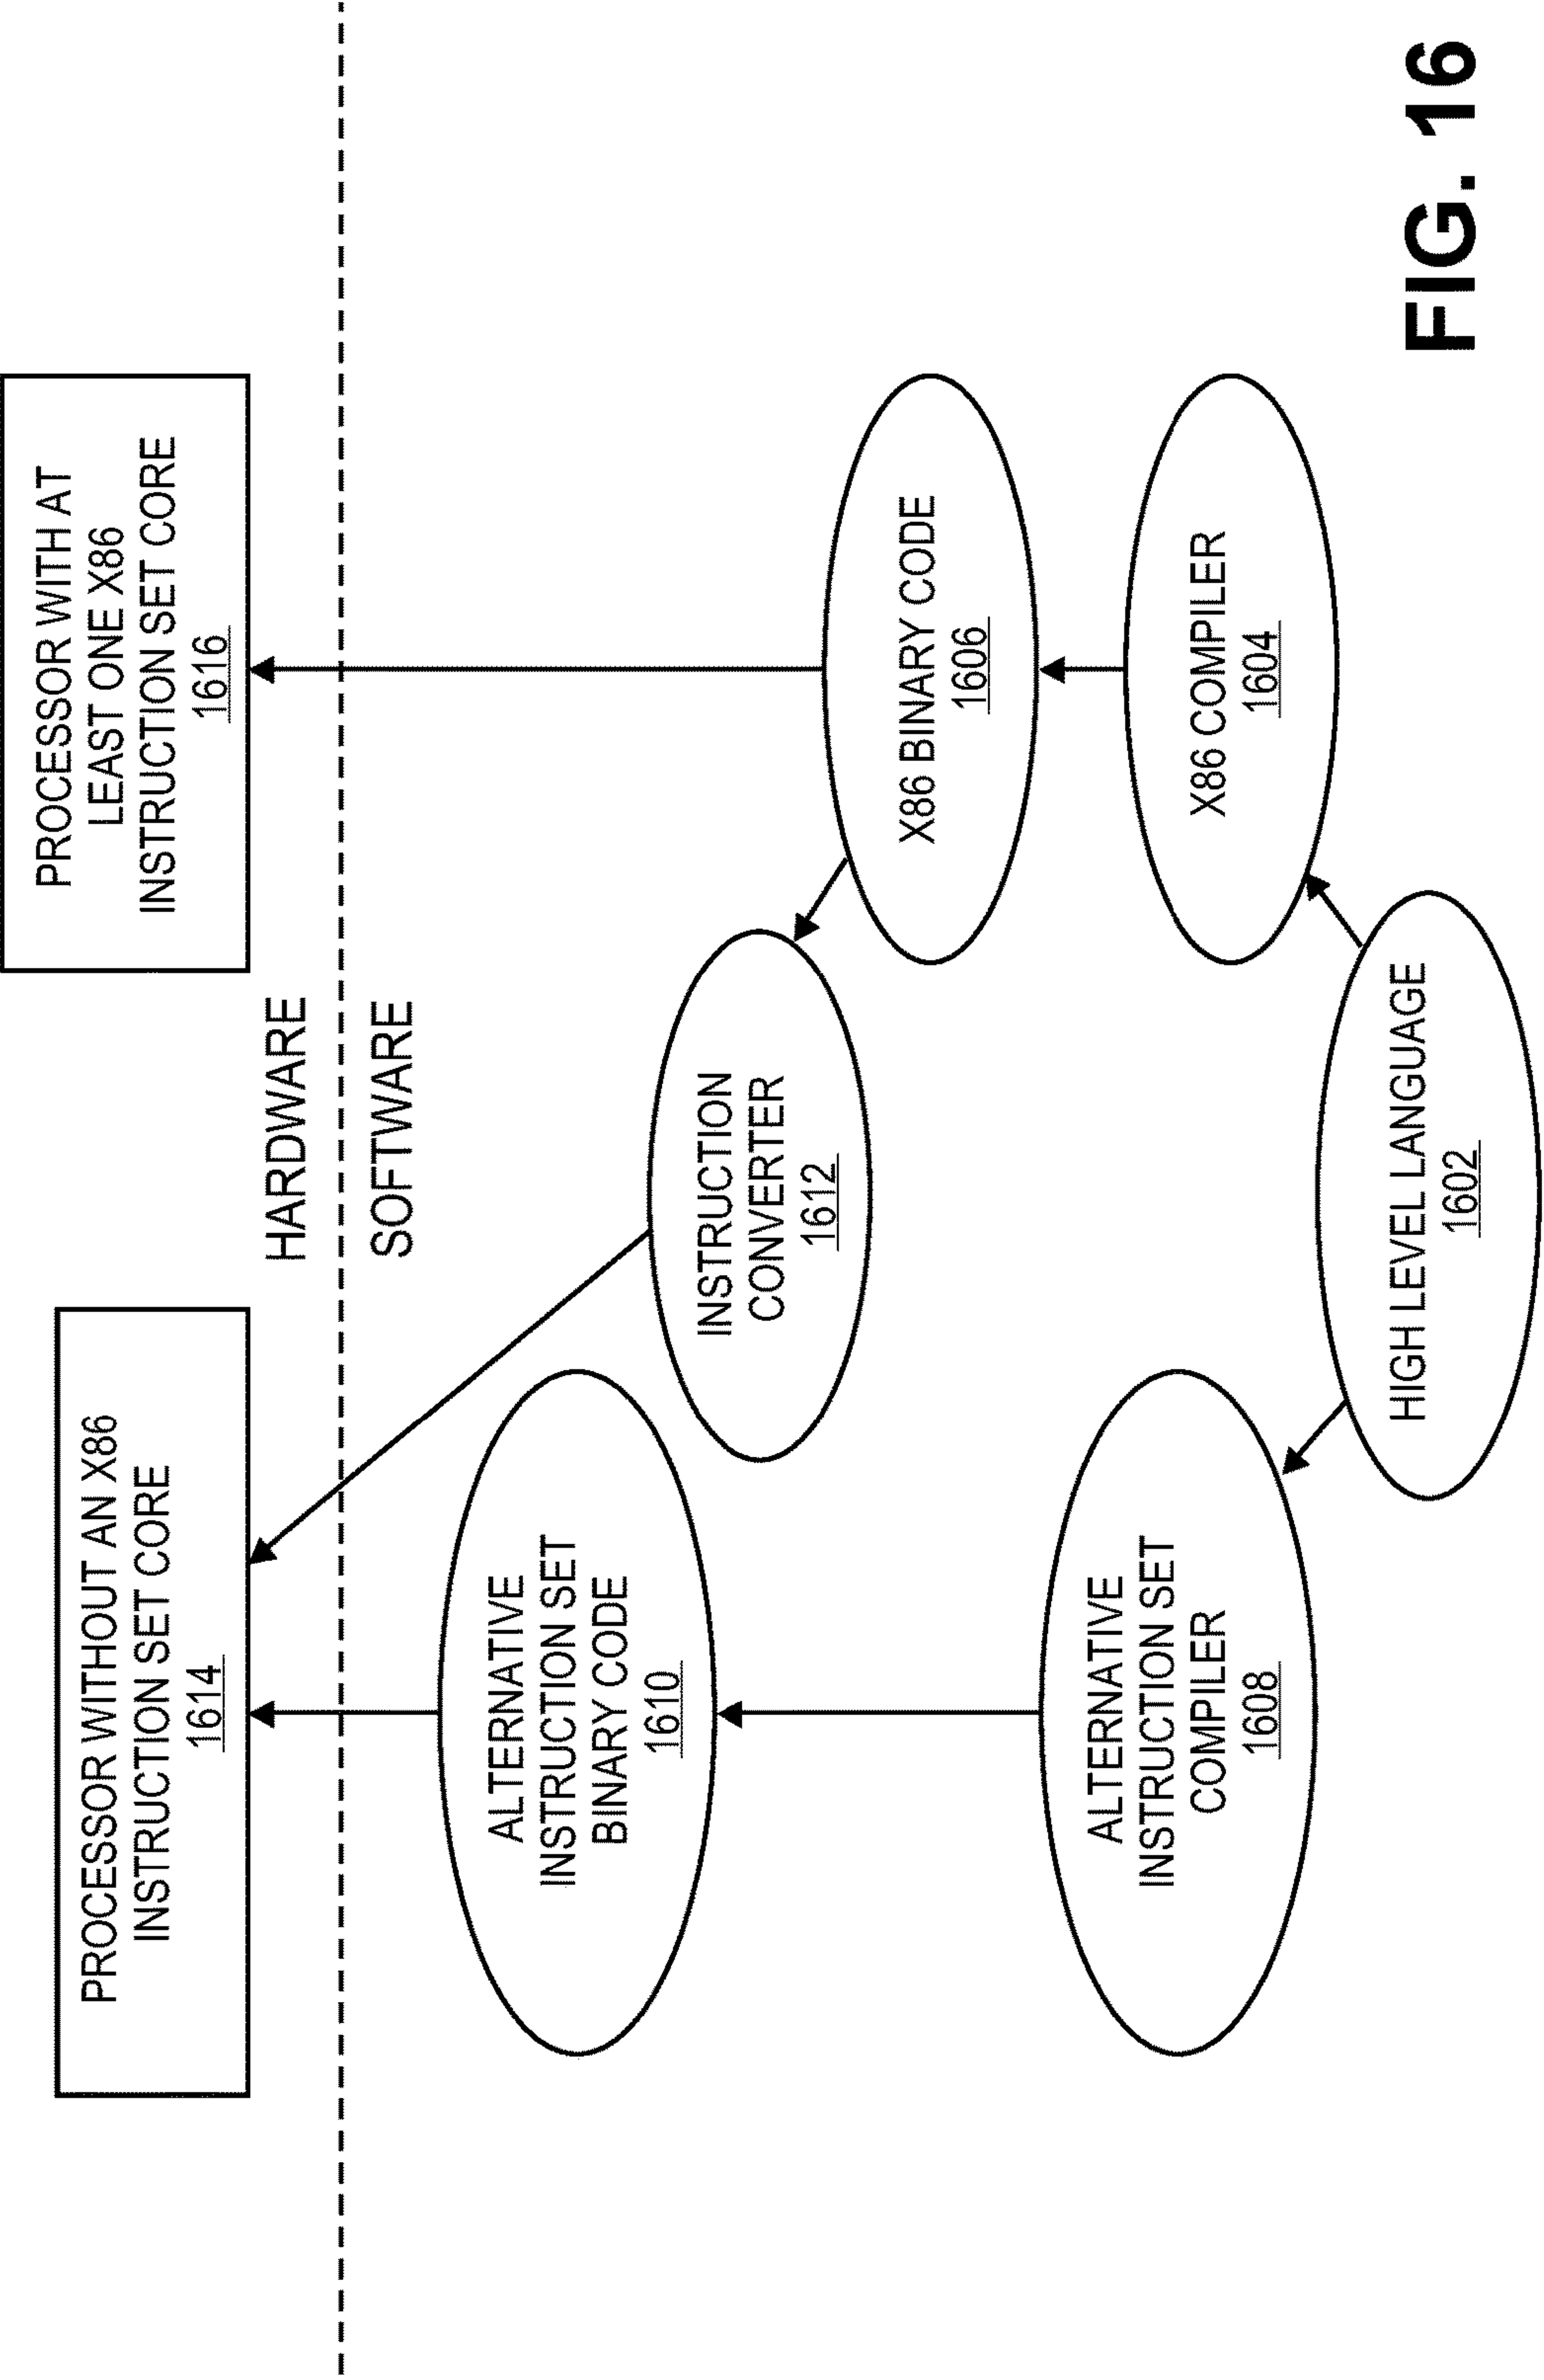 PROCESSOR WITHOUT AN X86
INSTRUCTION SET CORE
1614
PROCESSOR WITH AT
LEAST ONE X86
INSTRUCTION SET CORE
1616
HARDWARE
SOFTWARE
ALTERNATIVE
INSTRUCTION SET
BINARY CODE
1610
INSTRUCTION
CONVERTER
1612
X86 BINARY CODE
1606
ALTERNATIVE
INSTRUCTION SET
COMPILER
1608
X86 COMPILER
1604
HIGH LEVEL LANGUAGE
1602
FIG. 16